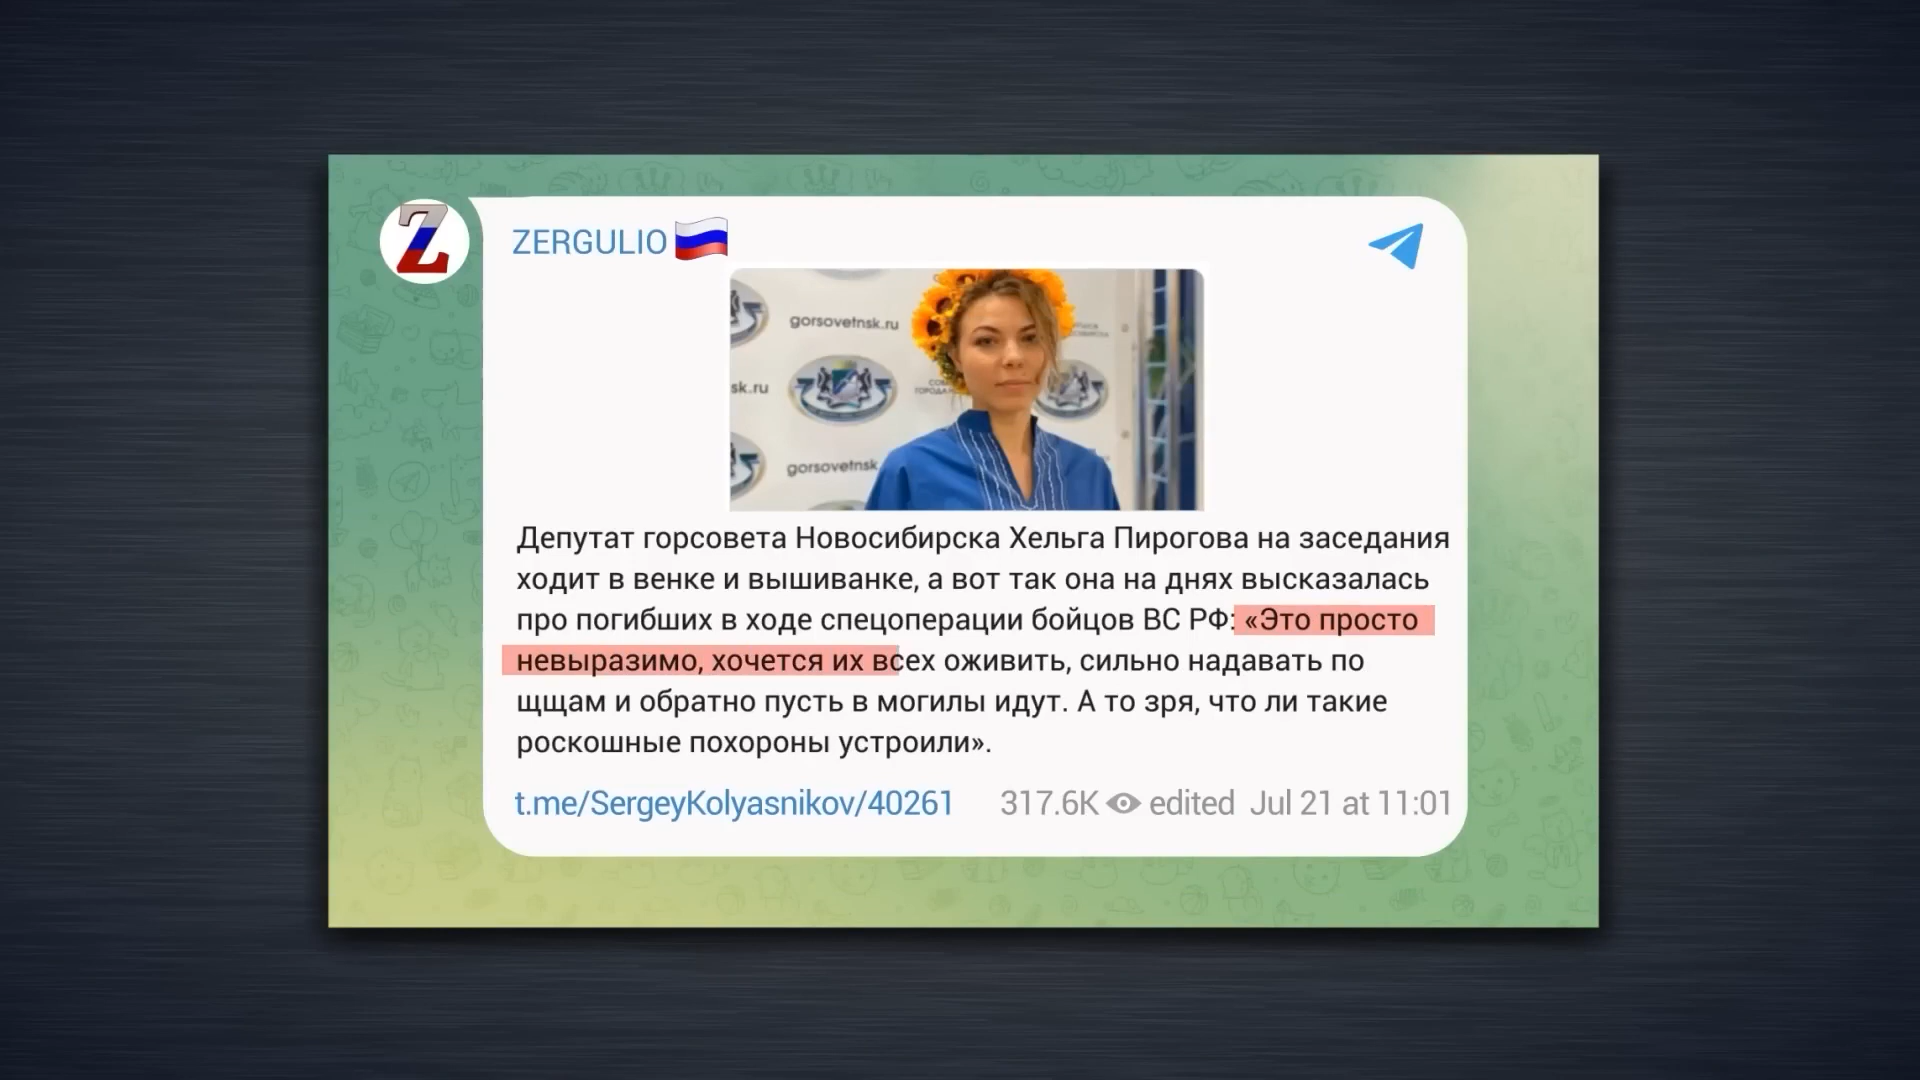 Z
ZERGULIO
gorsovetnsk.ru
sk.ru
gorsovetnsk
Депутат горсовета Новосибирска Хельга Пирогова на заседания
ходит в венке и вышиванке, а вот так она на днях высказалась
про погибших в ходе спецоперации бойцов ВС РФ: «Это просто
невыразимо, хочется их всех оживить, сильно надавать по
щщам и обратно пусть в могилы идут. А то зря, что ли такие
роскошные похороны устроили».
t.me/SergeyKolyasnikov/40261 317.6K edited Jul 21 at 11:01